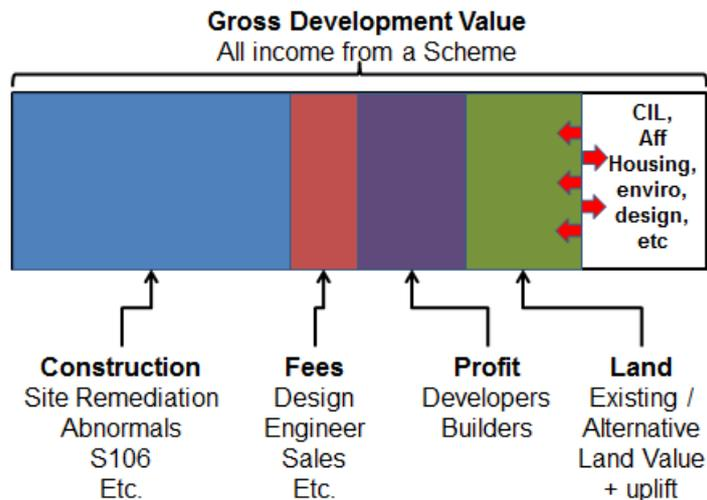 Gross Development Value
All income from a Scheme
CIL,
Aff
Housing,
enviro,
design,
etc
Construction
Site Remediation
Abnormals
S106
Etc.
Fees
Design
Engineer
Sales
Etc.
Profit
Developers
Builders
Land
Existing /
Alternative
Land Value
+ uplift